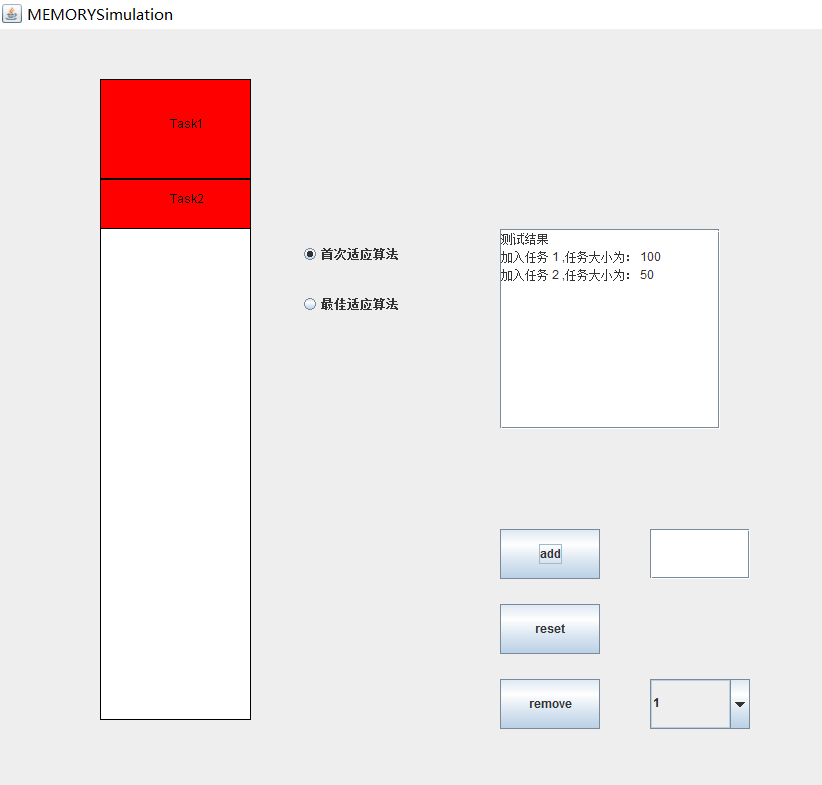 MEMORYSimulation
Task1
Task2
首次适应算法
最佳适应算法
测试结果
加入任务 1 ,任务大小为： 100
加入任务 2 ,任务大小为： 50
add
reset
remove
1